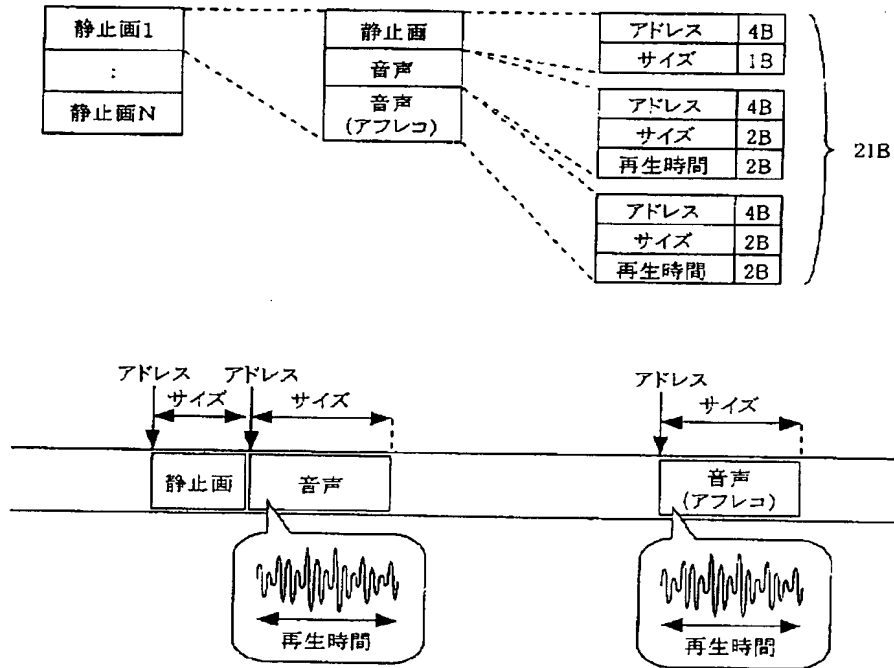 静止画1
:
静止画N
静止画
音声
音声
(アフレコ)
アドレス 4B
サイズ 1B
アドレス 4B
サイズ 2B
再生時間 2B
アドレス 4B
サイズ 2B
再生時間 2B
21B
アドレス アドレス
サイズ サイズ
静止画 音声
再生時間
アドレス
サイズ
音声
(アフレコ)
再生時間